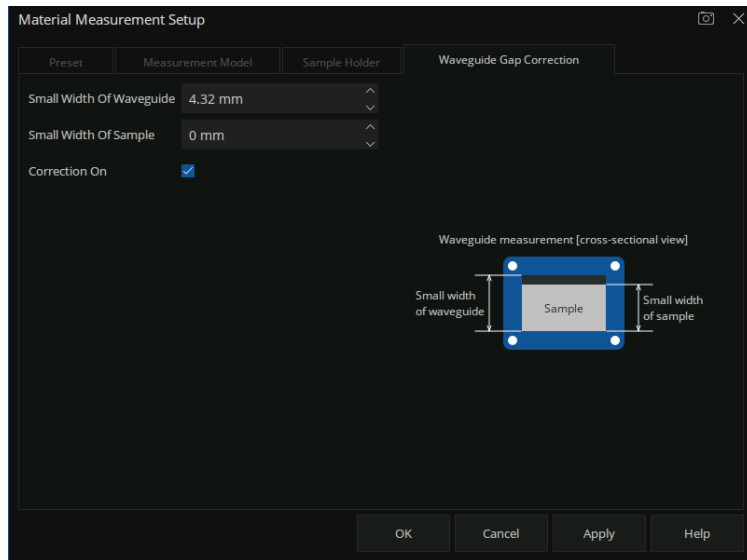 Material Measurement Setup
Preset
Measurement Model
Sample Holder
Waveguide Gap Correction
Small Width Of Waveguide 4.32 mm
Small Width Of Sample 0 mm
Correction On
Waveguide measurement [cross-sectional view]
Small width
of waveguide
Sample
Small width
of sample
OK
Cancel
Apply
Help